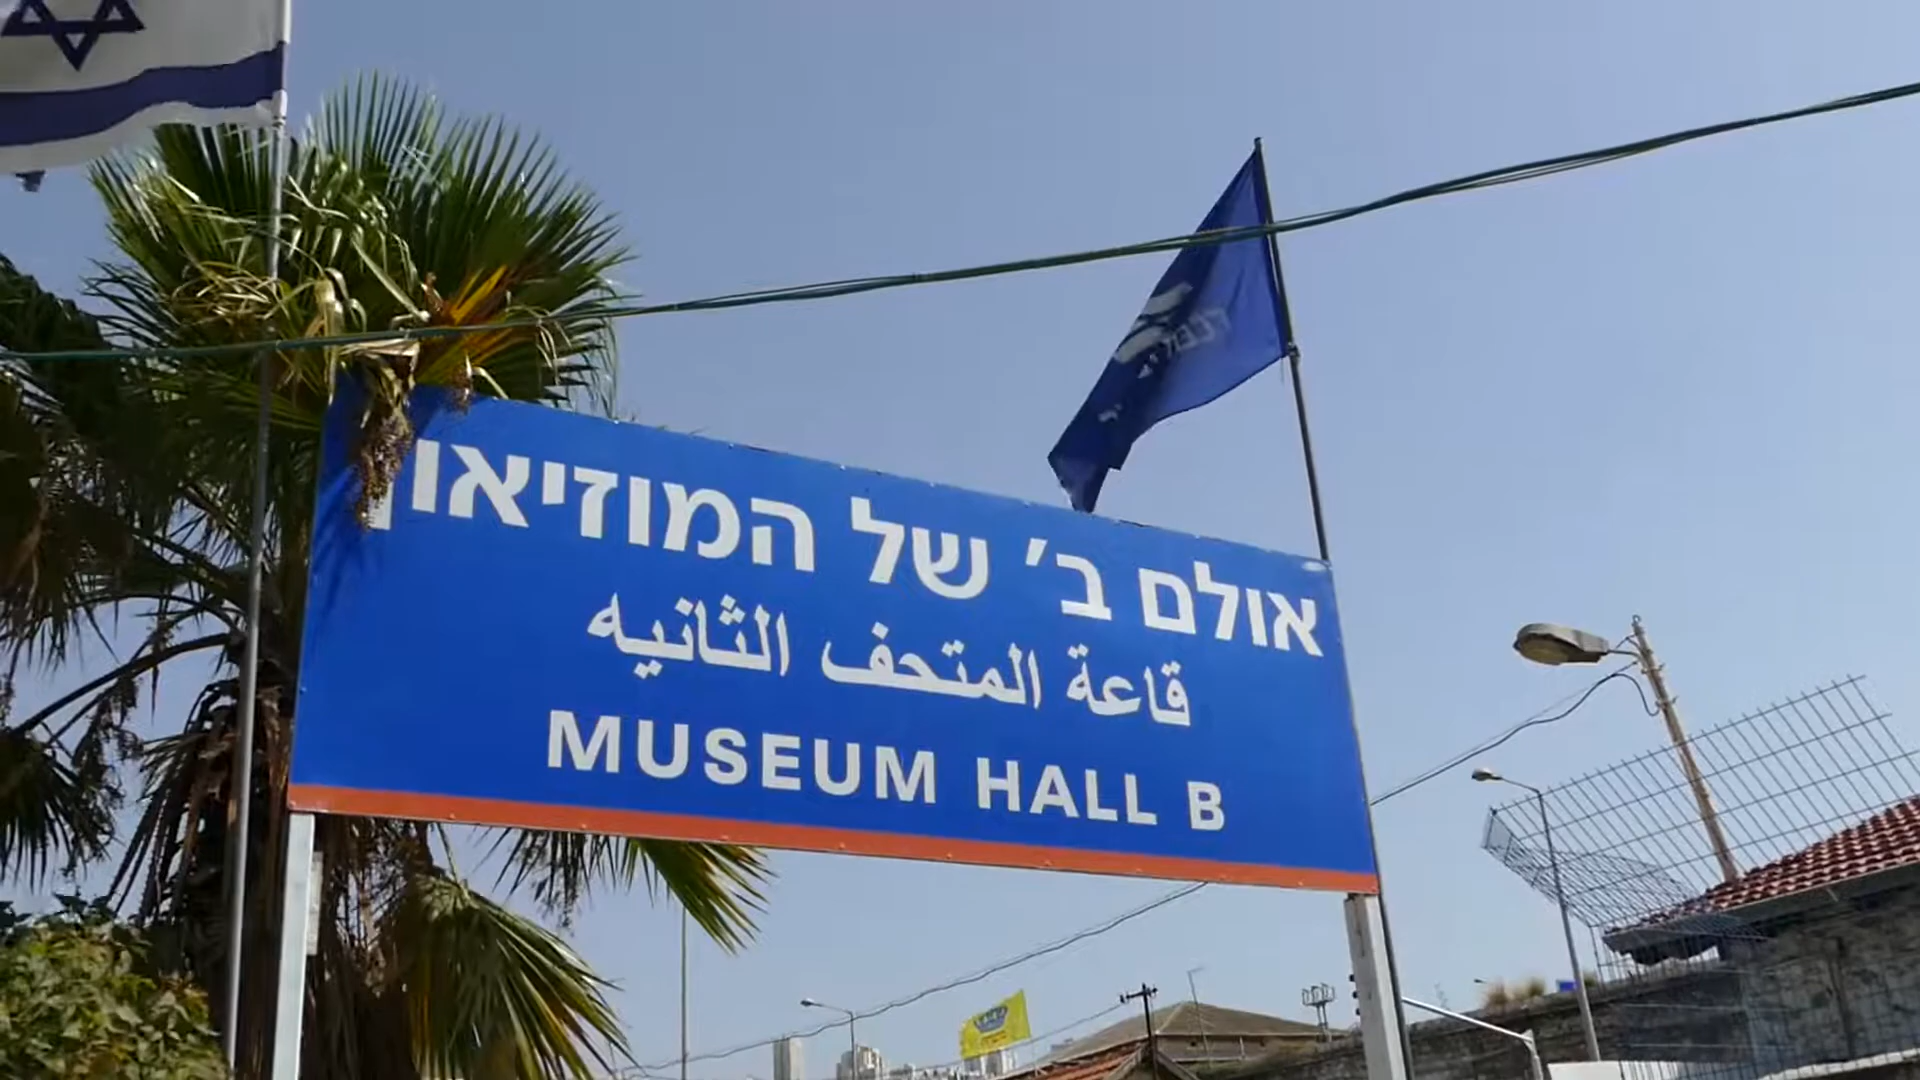 אולם ב' של המוזיאון
قاعة المتحف الثانيه
MUSEUM HALL B